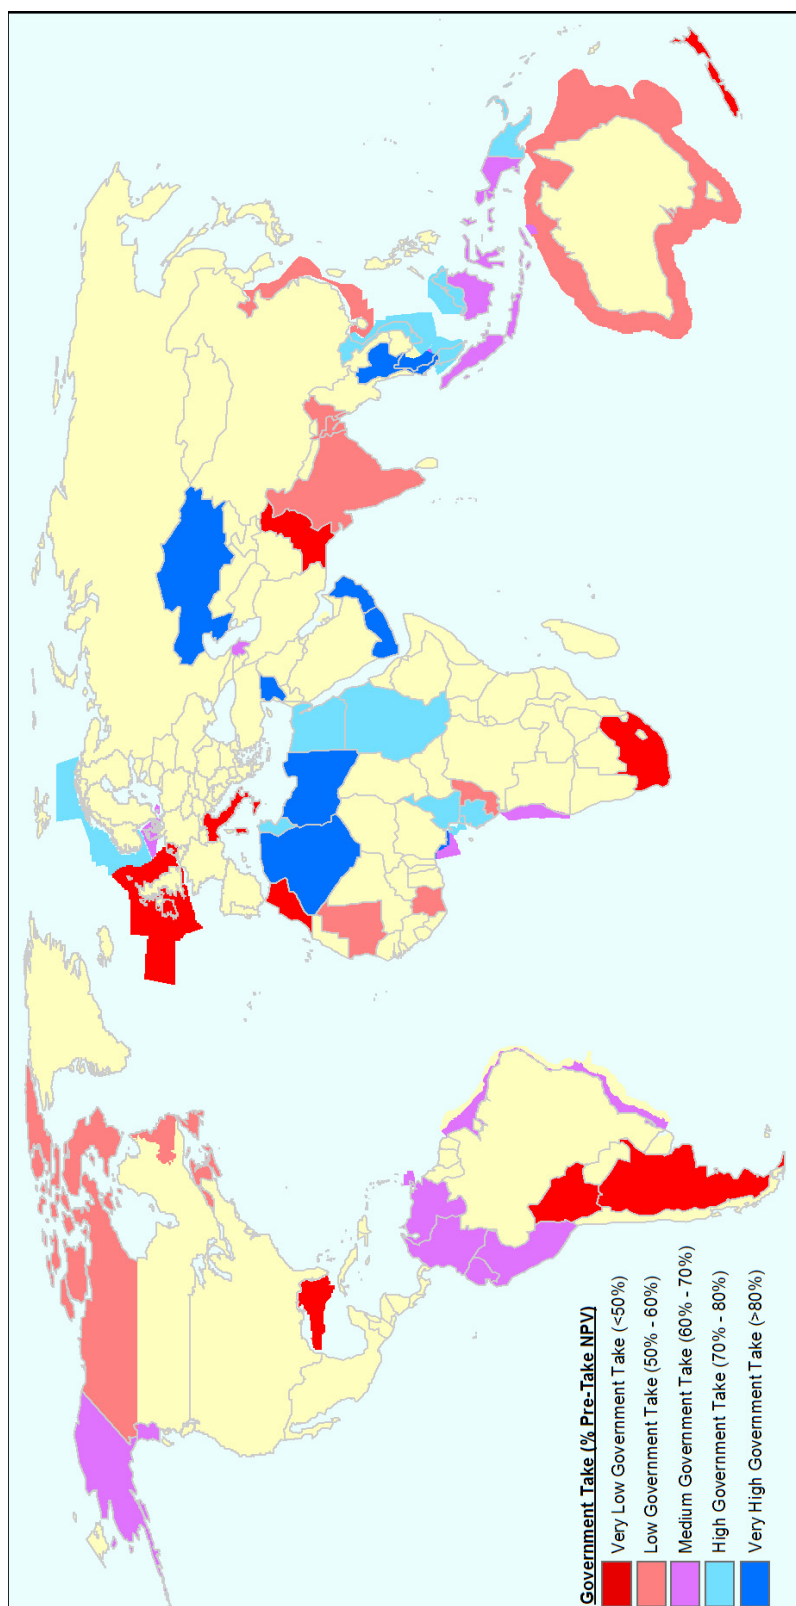 Government Take (% Pre-Take NPV)
Very Low Government Take (<50%)
Low Government Take (50% - 60%)
Medium Government Take (60% - 70%)
High Government Take (70% - 80%)
Very High Government Take (>80%)